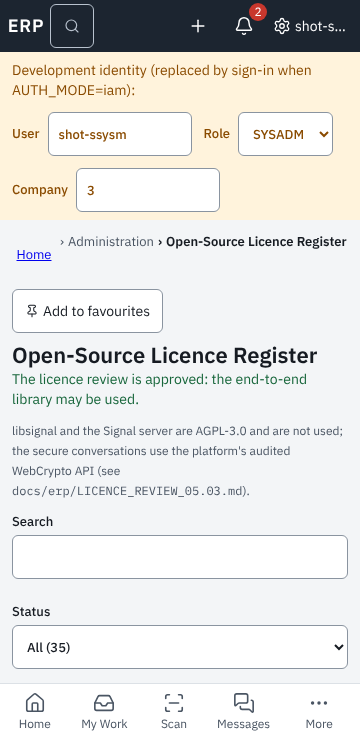 ERP
2
shot-s...
Development identity (replaced by sign-in when
AUTH_MODE=iam):
User shot-ssysm Role SYSADM
Company 3
Home › Administration › Open-Source Licence Register
Add to favourites
Open-Source Licence Register
The licence review is approved: the end-to-end
library may be used.
libsignal and the Signal server are AGPL-3.0 and are not used;
the secure conversations use the platform's audited
WebCrypto API (see
docs/erp/LICENCE_REVIEW_05.03.md).
Search
Status
All (35)
Home My Work Scan Messages More